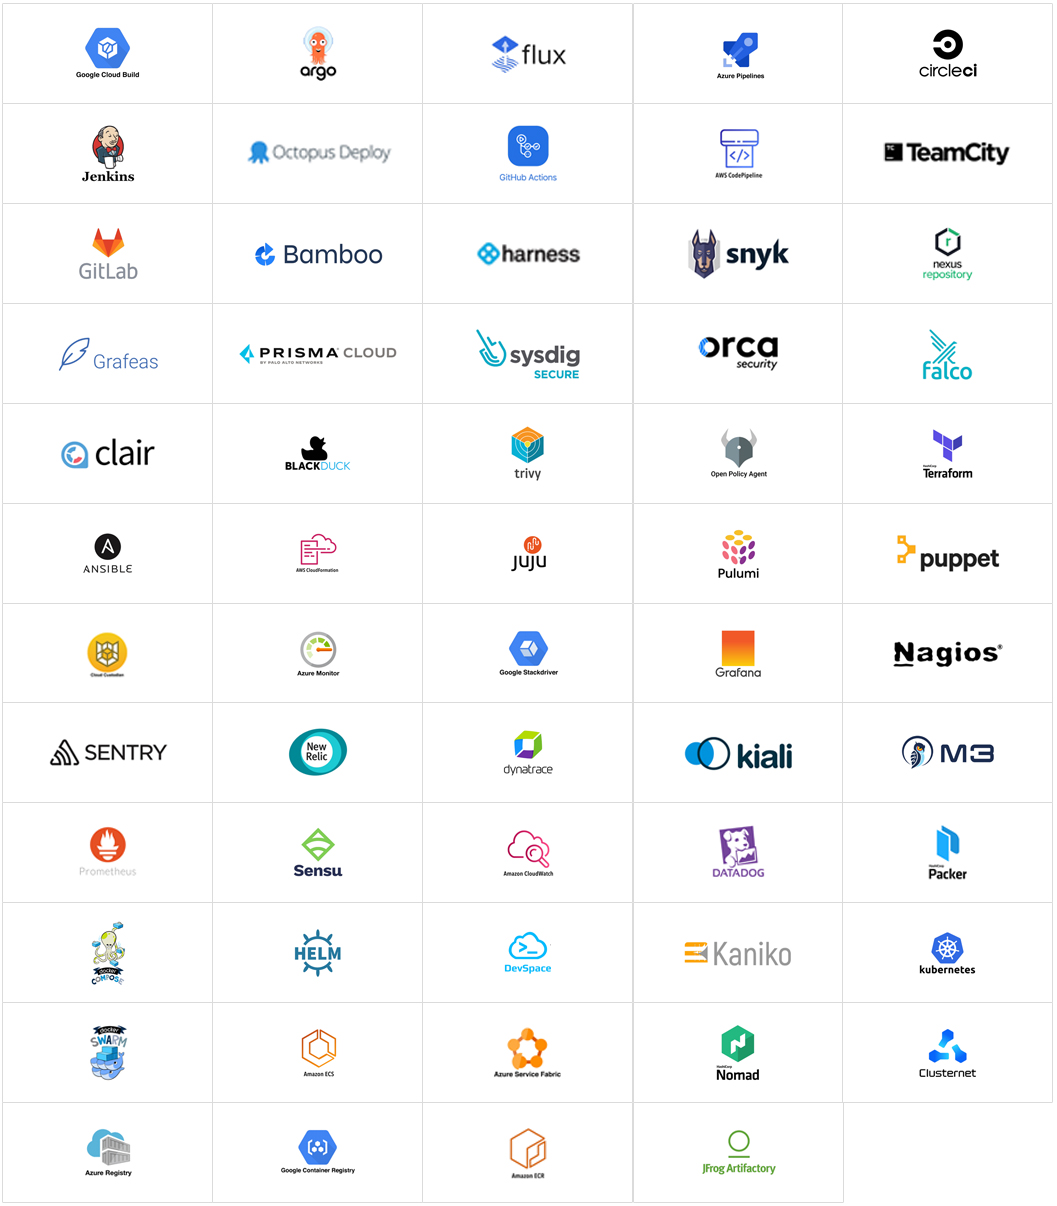 Google Cloud Build
argo
flux
Azure Pipelines
circleci
Jenkins
Octopus Deploy
GitHub Actions
AWS CodePipeline
TC
TeamCity
GitLab
Bamboo
harness
snyk
r
nexus
repository
Grafeas
PRISMA CLOUD
BY PALO ALTO NETWORKS
sysdig
SECURE
orca
security
falco
clair
BLACKDUCK
trivy
Open Policy Agent
HashiCorp
Terraform
A
ANSIBLE
AWS CloudFormation
JUJU
Pulumi
puppet
Cloud Custodian
Azure Monitor
Google Stackdriver
Grafana
Nagios®
SENTRY
New
Relic
dynatrace
kiali
M3
Prometheus
Sensu
Amazon CloudWatch
DATADOG
HashiCorp
Packer
docker
COMPOSE
HELM
DevSpace
Kaniko
kubernetes
docker
SWARM
Amazon ECS
Azure Service Fabric
HashiCorp
Nomad
Clusternet
Azure Registry
Google Container Registry
Amazon ECR
JFrog Artifactory